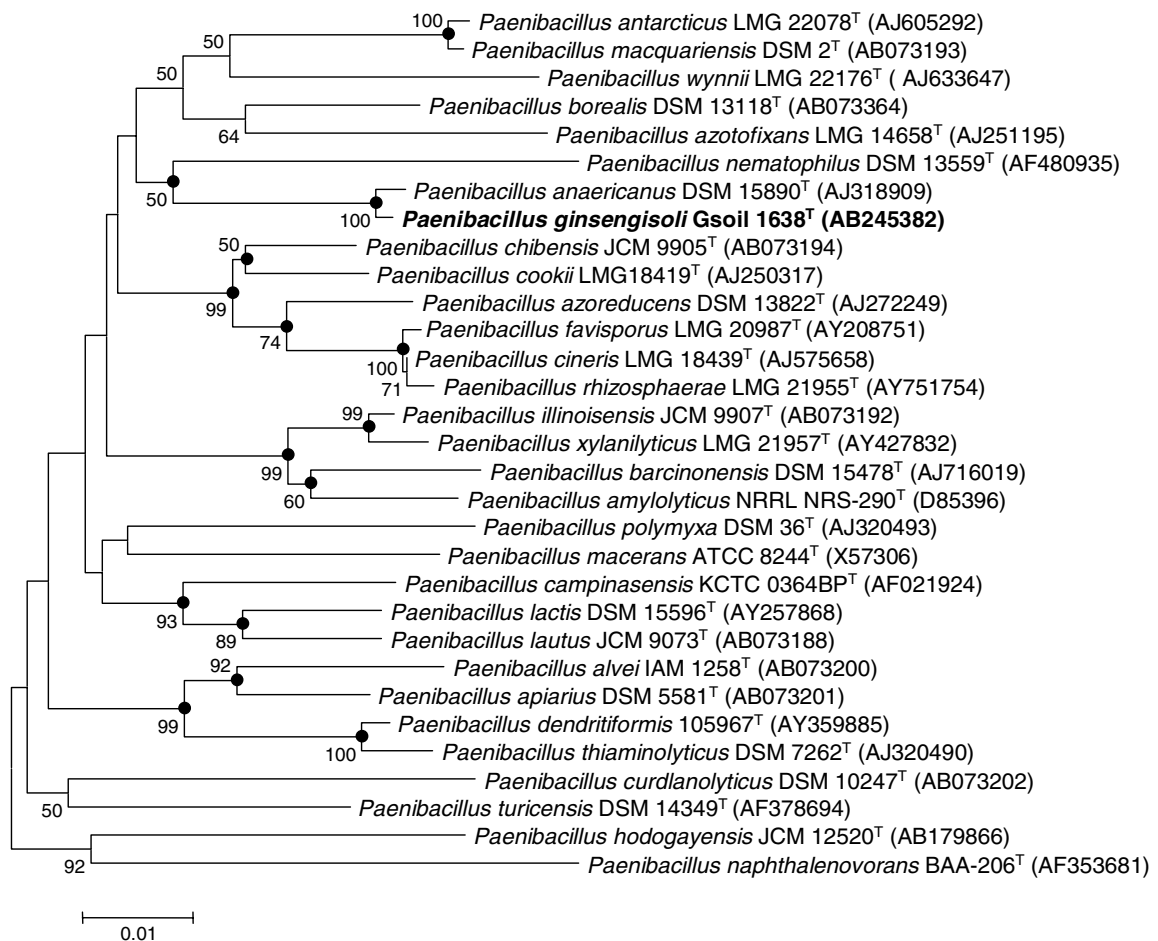 100 Paenibacillus antarcticus LMG 22078ᵀ (AJ605292)
50 Paenibacillus macquariensis DSM 2ᵀ (AB073193)
50 Paenibacillus wynnii LMG 22176ᵀ ( AJ633647)
Paenibacillus borealis DSM 13118ᵀ (AB073364)
64 Paenibacillus azotofixans LMG 14658ᵀ (AJ251195)
Paenibacillus nematophilus DSM 13559ᵀ (AF480935)
50 Paenibacillus anaericanus DSM 15890ᵀ (AJ318909)
100 Paenibacillus ginsengisoli Gsoil 1638ᵀ (AB245382)
50 Paenibacillus chibensis JCM 9905ᵀ (AB073194)
Paenibacillus cookii LMG18419ᵀ (AJ250317)
99 Paenibacillus azoreducens DSM 13822ᵀ (AJ272249)
74 Paenibacillus favisporus LMG 20987ᵀ (AY208751)
100 Paenibacillus cineris LMG 18439ᵀ (AJ575658)
71 Paenibacillus rhizosphaerae LMG 21955ᵀ (AY751754)
99 Paenibacillus illinoisensis JCM 9907ᵀ (AB073192)
Paenibacillus xylanilyticus LMG 21957ᵀ (AY427832)
99 Paenibacillus barcinonensis DSM 15478ᵀ (AJ716019)
60 Paenibacillus amylolyticus NRRL NRS-290ᵀ (D85396)
Paenibacillus polymyxa DSM 36ᵀ (AJ320493)
Paenibacillus macerans ATCC 8244ᵀ (X57306)
Paenibacillus campinasensis KCTC 0364BPᵀ (AF021924)
93 Paenibacillus lactis DSM 15596ᵀ (AY257868)
89 Paenibacillus lautus JCM 9073ᵀ (AB073188)
92 Paenibacillus alvei IAM 1258ᵀ (AB073200)
Paenibacillus apiarius DSM 5581ᵀ (AB073201)
99 Paenibacillus dendritiformis 105967ᵀ (AY359885)
100 Paenibacillus thiaminolyticus DSM 7262ᵀ (AJ320490)
Paenibacillus curdlanolyticus DSM 10247ᵀ (AB073202)
50 Paenibacillus turicensis DSM 14349ᵀ (AF378694)
Paenibacillus hodogayensis JCM 12520ᵀ (AB179866)
92 Paenibacillus naphthalenovorans BAA-206ᵀ (AF353681)
0.01